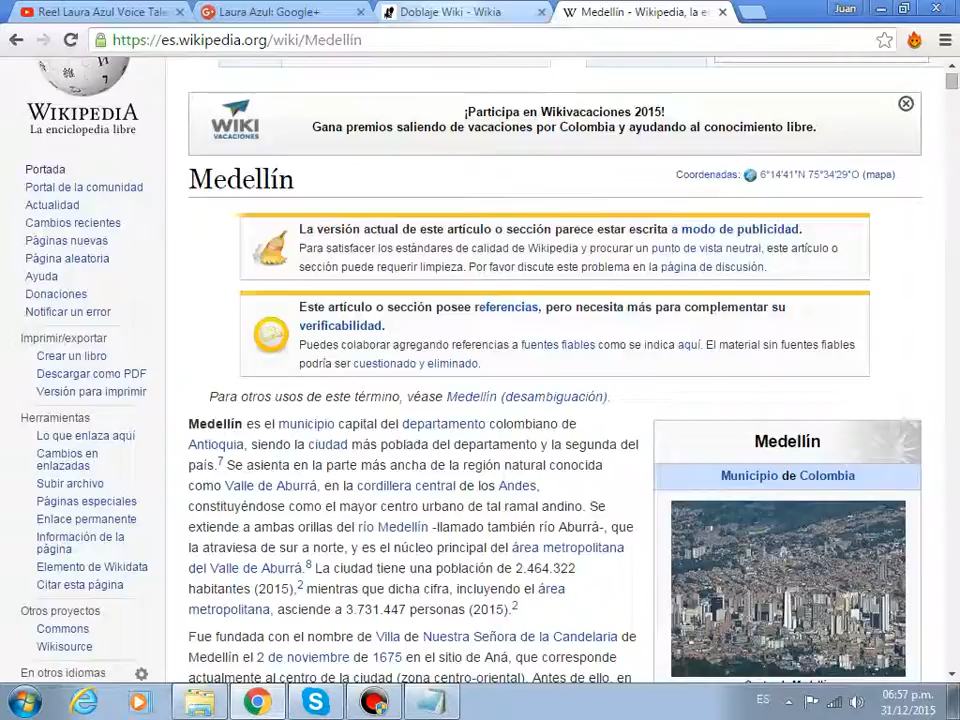 Reel Laura Azul Voice Tale
Laura Azul: Google+
Doblaje Wiki - Wikia
Medellín - Wikipedia, la e
Juan
https://es.wikipedia.org/wiki/Medellín
WIKIPEDIA
La enciclopedia libre
Portada
Portal de la comunidad
Actualidad
Cambios recientes
Páginas nuevas
Página aleatoria
Ayuda
Donaciones
Notificar un error
Imprimir/exportar
Crear un libro
Descargar como PDF
Versión para imprimir
Herramientas
Lo que enlaza aquí
Cambios en
enlazadas
Subir archivo
Páginas especiales
Enlace permanente
Información de la
página
Elemento de Wikidata
Citar esta página
Otros proyectos
Commons
Wikisource
En otros idiomas
WIKI
VACACIONES
¡Participa en Wikivacaciones 2015!
Gana premios saliendo de vacaciones por Colombia y ayudando al conocimiento libre.
Medellín
Coordenadas: 6°14′41″N 75°34′29″O (mapa)
La versión actual de este artículo o sección parece estar escrita a modo de publicidad.
Para satisfacer los estándares de calidad de Wikipedia y procurar un punto de vista neutral, este artículo o
sección puede requerir limpieza. Por favor discute este problema en la página de discusión.
Este artículo o sección posee referencias, pero necesita más para complementar su
verificabilidad.
Puedes colaborar agregando referencias a fuentes fiables como se indica aquí. El material sin fuentes fiables
podría ser cuestionado y eliminado.
Para otros usos de este término, véase Medellín (desambiguación).
Medellín es el municipio capital del departamento colombiano de
Antioquia, siendo la ciudad más poblada del departamento y la segunda del
país.7 Se asienta en la parte más ancha de la región natural conocida
como Valle de Aburrá, en la cordillera central de los Andes,
constituyéndose como el mayor centro urbano de tal ramal andino. Se
extiende a ambas orillas del río Medellín -llamado también río Aburrá-, que
la atraviesa de sur a norte, y es el núcleo principal del área metropolitana
del Valle de Aburrá.8 La ciudad tiene una población de 2.464.322
habitantes (2015),2 mientras que dicha cifra, incluyendo el área
metropolitana, asciende a 3.731.447 personas (2015).2
Fue fundada con el nombre de Villa de Nuestra Señora de la Candelaria de
Medellín el 2 de noviembre de 1675 en el sitio de Aná, que corresponde
actualmente al centro de la ciudad (zona centro-oriental). Antes de ello, en
Medellín
Municipio de Colombia
ES
06:57 p.m.
31/12/2015